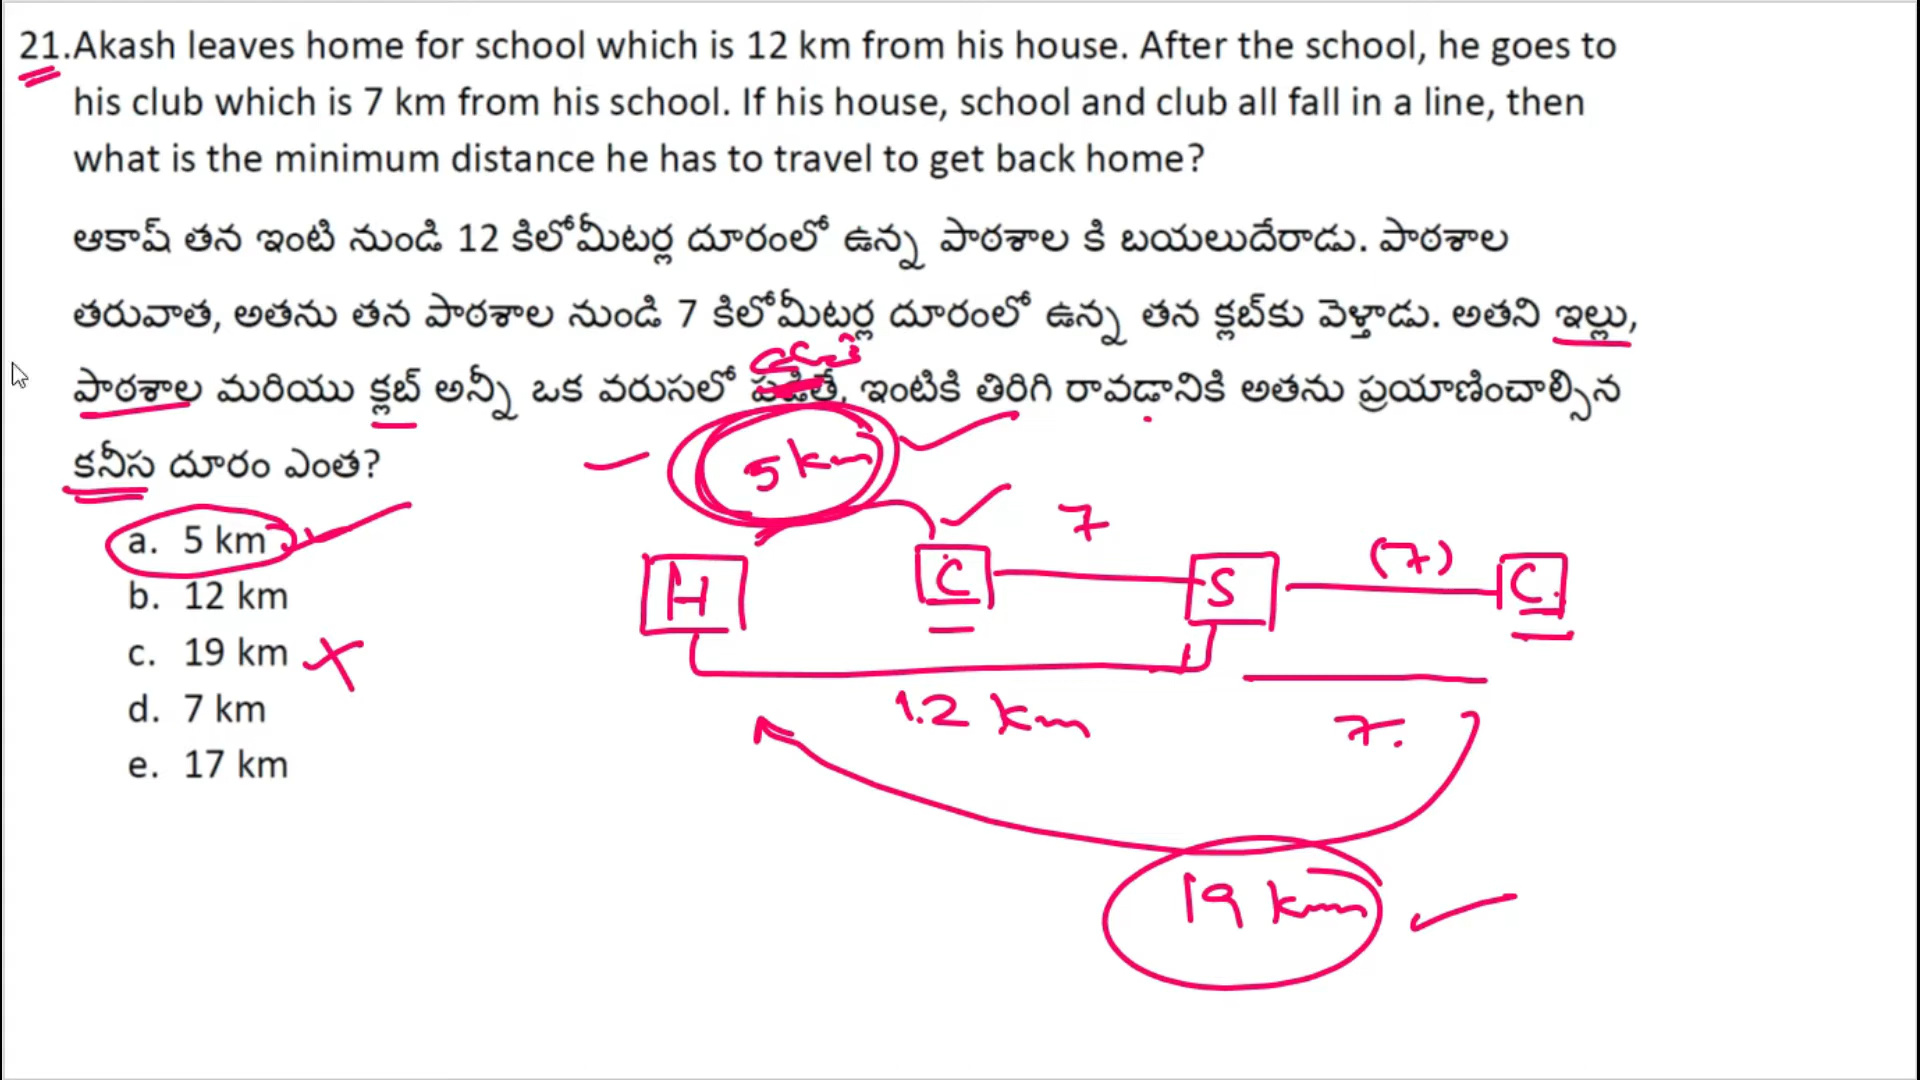 21.Akash leaves home for school which is 12 km from his house. After the school, he goes to
his club which is 7 km from his school. If his house, school and club all fall in a line, then
what is the minimum distance he has to travel to get back home?
ఆకాష్ తన ఇంటి నుండి 12 కిలోమీటర్ల దూరంలో ఉన్న పాఠశాల కి బయలుదేరాడు. పాఠశాల
తరువాత, అతను తన పాఠశాల నుండి 7 కిలోమీటర్ల దూరంలో ఉన్న తన క్లబ్‌కు వెళ్తాడు. అతని ఇల్లు,
పాఠశాల మరియు క్లబ్ అన్నీ ఒక వరుసలో పడితే, ఇంటికి తిరిగి రావడానికి అతను ప్రయాణించాల్సిన
కనీస దూరం ఎంత?
5 km
a. 5 km
b. 12 km
c. 19 km
d. 7 km
e. 17 km
7
(7)
H C S C
1.2 km
7.
19 km